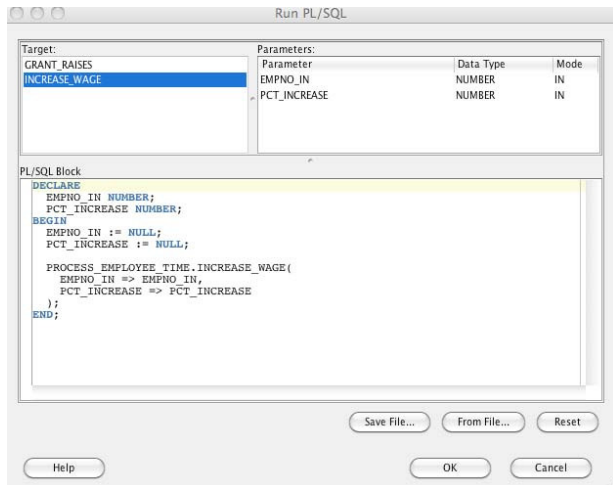 Run PL/SQL
Target:
GRANT_RAISES
INCREASE_WAGE
Parameters:
Parameter Data Type Mode
EMPNO_IN NUMBER IN
PCT_INCREASE NUMBER IN
PL/SQL Block
DECLARE
EMPNO_IN NUMBER;
PCT_INCREASE NUMBER;
BEGIN
EMPNO_IN := NULL;
PCT_INCREASE := NULL;
PROCESS_EMPLOYEE_TIME.INCREASE_WAGE(
EMPNO_IN => EMPNO_IN,
PCT_INCREASE => PCT_INCREASE
);
END;
Save File... From File... Reset
Help OK Cancel